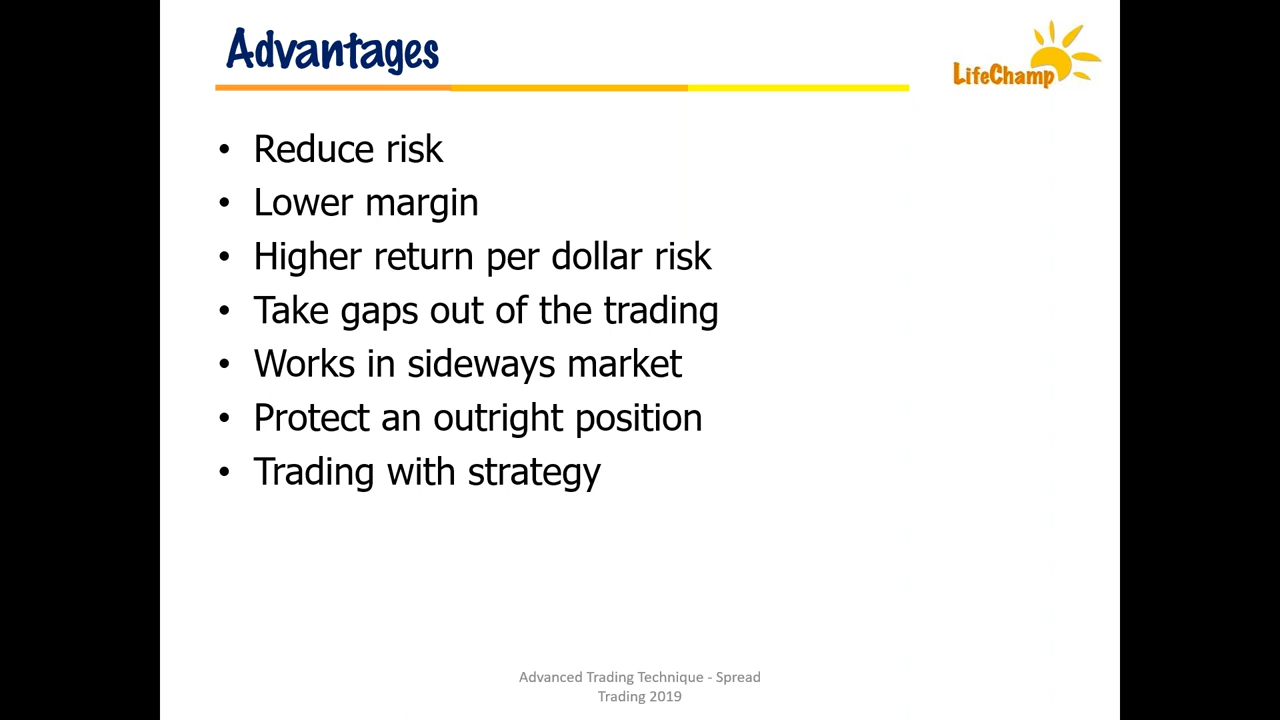 Advantages
LifeChamp
• Reduce risk
• Lower margin
• Higher return per dollar risk
• Take gaps out of the trading
• Works in sideways market
• Protect an outright position
• Trading with strategy
Advanced Trading Technique - Spread
Trading 2019